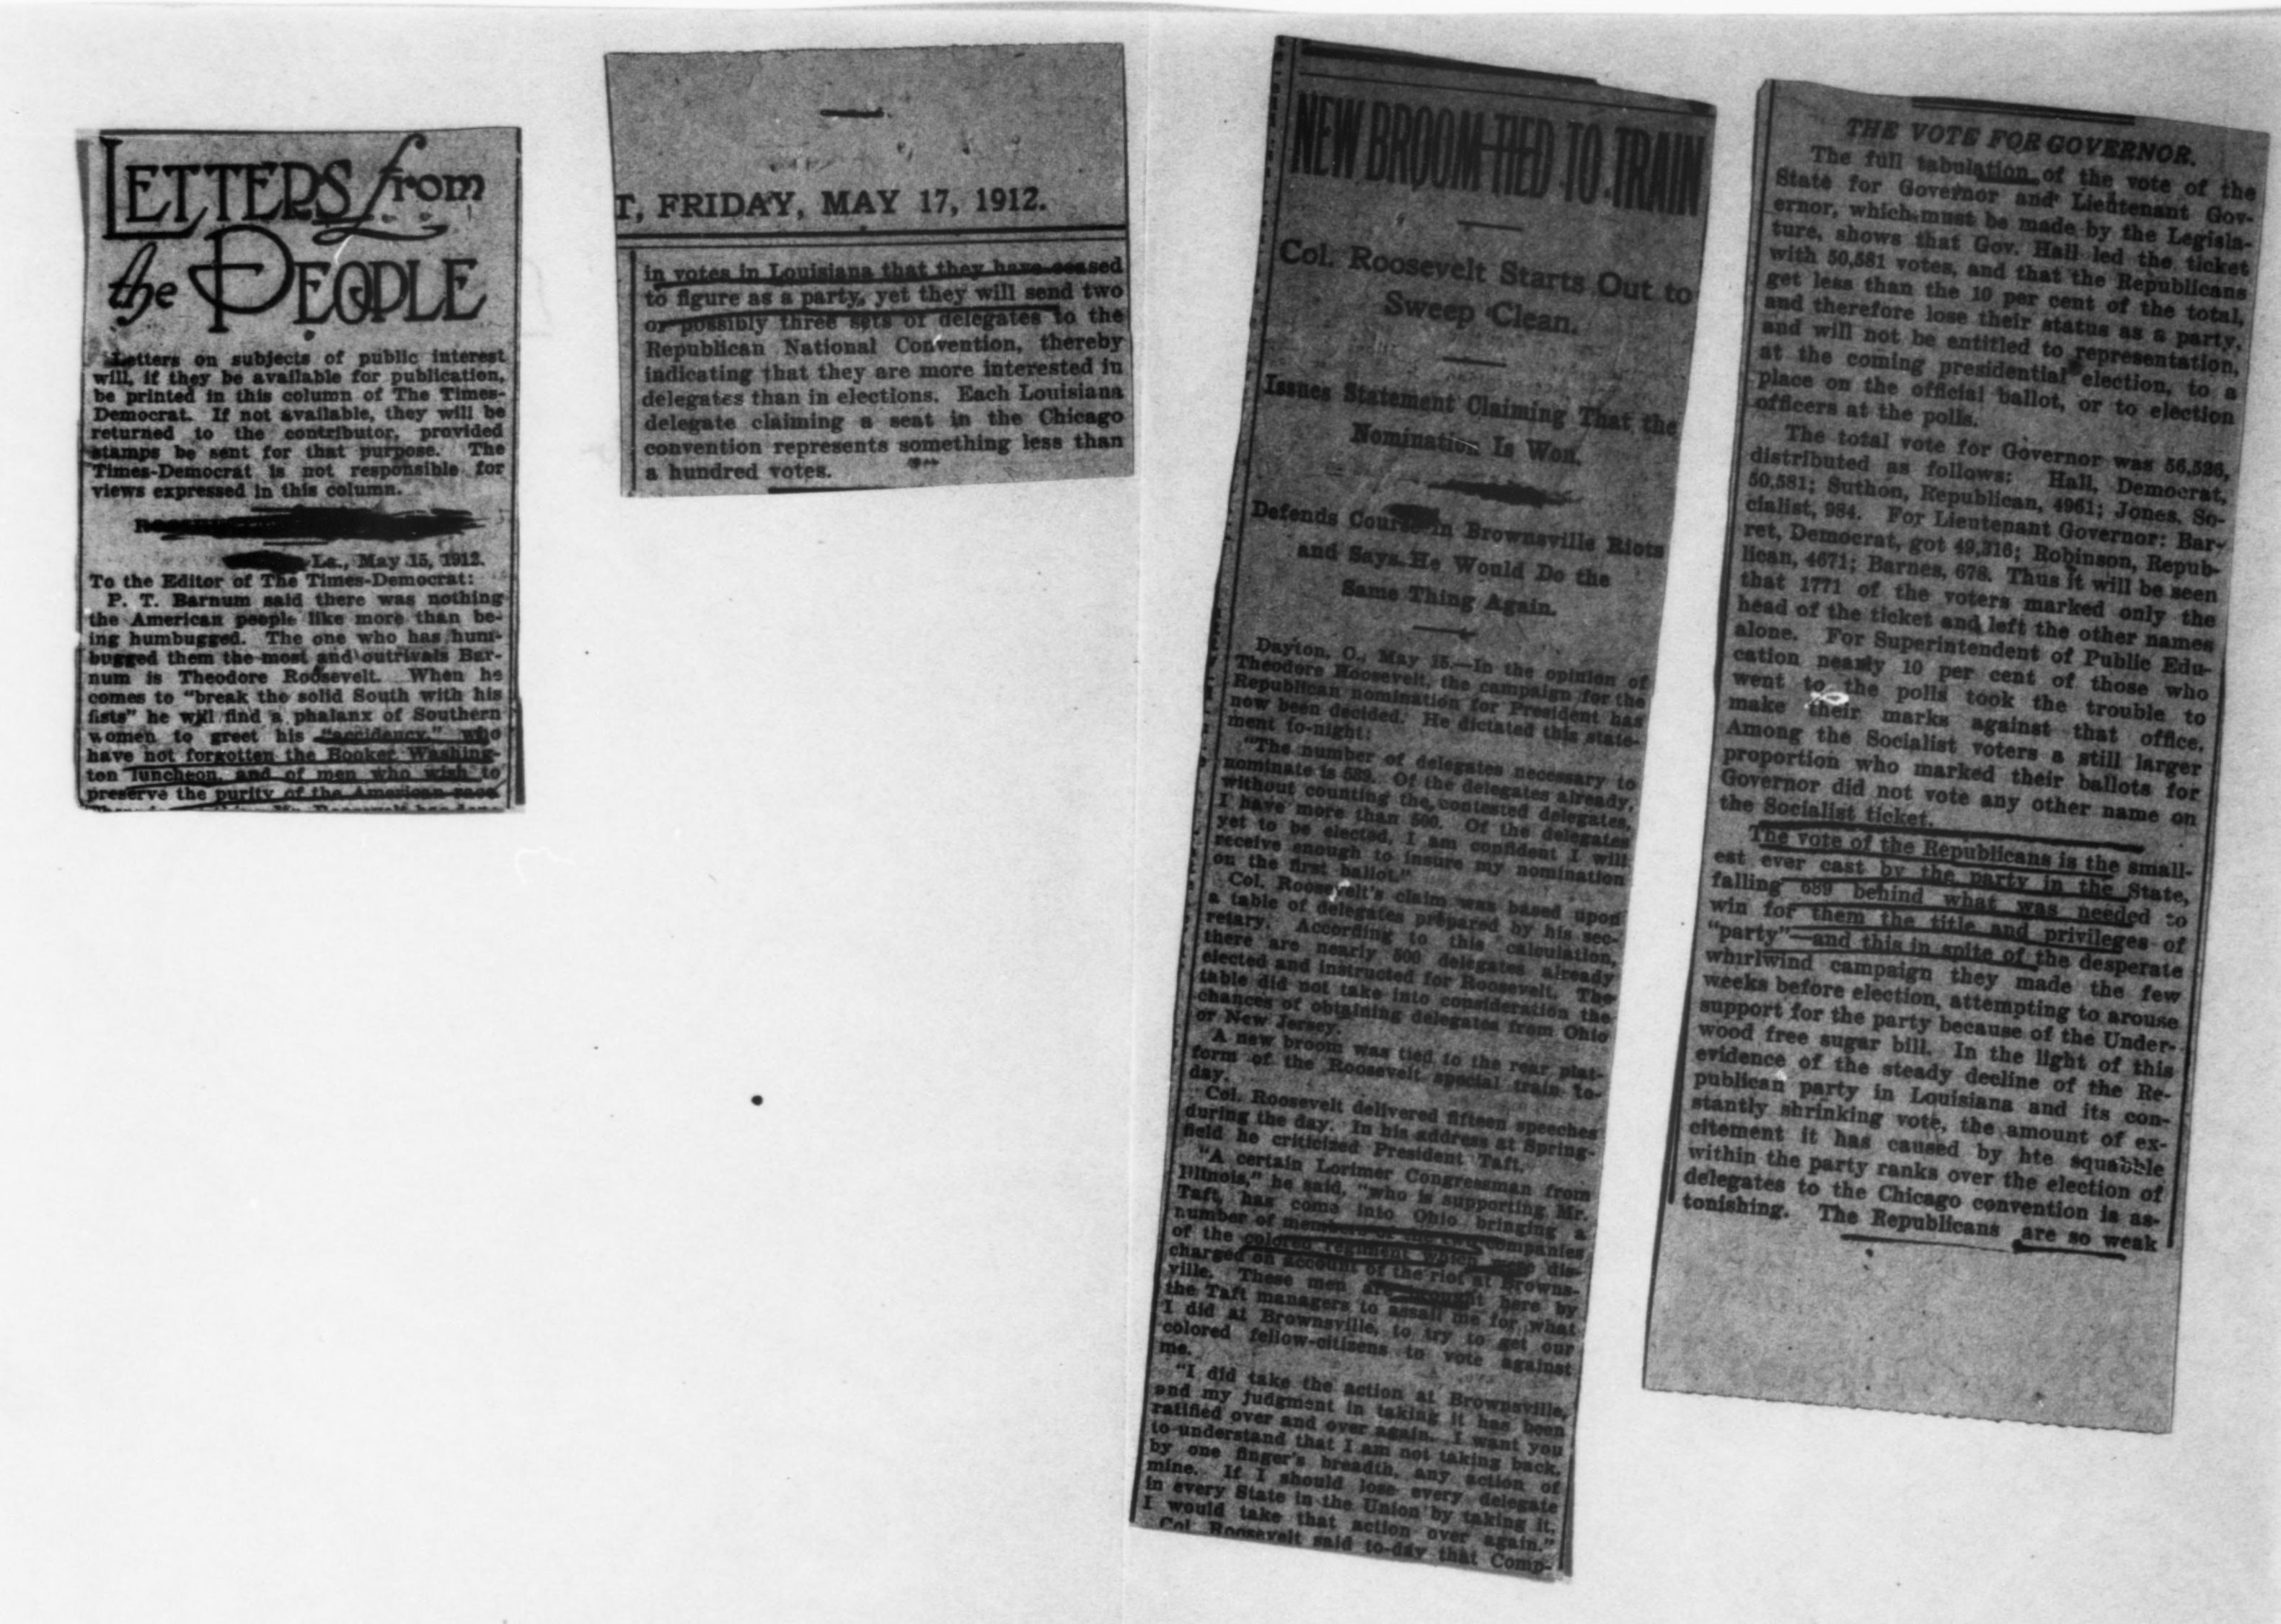 LETTERS from
the PEOPLE
Letters on subjects of public interest
will, if they be available for publication,
be printed in this column of The Times-
Democrat. If not available, they will be
returned to the contributor, provided
stamps be sent for that purpose. The
Times-Democrat is not responsible for
views expressed in this column.
La., May 15, 1912.
To the Editor of The Times-Democrat:
P. T. Barnum said there was nothing
the American people like more than be-
ing humbugged. The one who has hum-
bugged them the most and outrivals Bar-
num is Theodore Roosevelt. When he
comes to "break the solid South with his
fists" he will find a phalanx of Southern
women to greet his "accidency," who
have not forgotten the Booker Washing-
ton luncheon, and of men who wish to
preserve the purity of the American race.
T, FRIDAY, MAY 17, 1912.
in votes in Louisiana that they have ceased
to figure as a party, yet they will send two
or possibly three sets of delegates to the
Republican National Convention, thereby
indicating that they are more interested in
delegates than in elections. Each Louisiana
delegate claiming a seat in the Chicago
convention represents something less than
a hundred votes.
NEW BROOM TIED TO TRAIN
Col. Roosevelt Starts Out to
Sweep Clean.
Issues Statement Claiming That the
Nomination Is Won.
Defends Course in Brownsville Riots
and Says He Would Do the
Same Thing Again.
Dayton, O., May 15.—In the opinion of
Theodore Roosevelt, the campaign for the
Republican nomination for President has
now been decided. He dictated this state-
ment to-night:
"The number of delegates necessary to
nominate is 539. Of the delegates already,
without counting the contested delegates,
I have more than 500. Of the delegates
yet to be elected, I am confident I will
receive enough to insure my nomination
on the first ballot."
Col. Roosevelt's claim was based upon
a table of delegates prepared by his sec-
retary. According to this calculation,
there are nearly 500 delegates already
elected and instructed for Roosevelt. The
table did not take into consideration the
chances of obtaining delegates from Ohio
or New Jersey.
A new broom was tied to the rear plat-
form of the Roosevelt special train to-
day.
Col. Roosevelt delivered fifteen speeches
during the day. In his address at Spring-
field he criticized President Taft.
"A certain Lorimer Congressman from
Illinois," he said, "who is supporting Mr.
Taft, has come into Ohio bringing a
number of members of the two companies
of the colored regiment which were dis-
charged on account of the riot at Browns-
ville. These men are brought here by
the Taft managers to assail me for what
I did at Brownsville, to try to get our
colored fellow-citizens to vote against
me.
"I did take the action at Brownsville,
and my judgment in taking it has been
ratified over and over again. I want you
to understand that I am not taking back,
by one finger's breadth, any action of
mine. If I should lose every delegate
in every State in the Union by taking it,
I would take that action over again."
Col. Roosevelt said to-day that Comp-
THE VOTE FOR GOVERNOR.
The full tabulation of the vote of the
State for Governor and Lieutenant Gov-
ernor, which must be made by the Legisla-
ture, shows that Gov. Hall led the ticket
with 50,581 votes, and that the Republicans
get less than the 10 per cent of the total,
and therefore lose their status as a party,
and will not be entitled to representation,
at the coming presidential election, to a
place on the official ballot, or to election
officers at the polls.
The total vote for Governor was 56,526,
distributed as follows: Hall, Democrat,
50,581; Suthon, Republican, 4961; Jones, So-
cialist, 984. For Lieutenant Governor: Bar-
ret, Democrat, got 49,316; Robinson, Repub-
lican, 4671; Barnes, 678. Thus it will be seen
that 1771 of the voters marked only the
head of the ticket and left the other names
alone. For Superintendent of Public Edu-
cation nearly 10 per cent of those who
went to the polls took the trouble to
make their marks against that office.
Among the Socialist voters a still larger
proportion who marked their ballots for
Governor did not vote any other name on
the Socialist ticket.
The vote of the Republicans is the small-
est ever cast by the party in the State,
falling 689 behind what was needed to
win for them the title and privileges of
"party"—and this in spite of the desperate
whirlwind campaign they made the few
weeks before election, attempting to arouse
support for the party because of the Under-
wood free sugar bill. In the light of this
evidence of the steady decline of the Re-
publican party in Louisiana and its con-
stantly shrinking vote, the amount of ex-
citement it has caused by hte squabble
within the party ranks over the election of
delegates to the Chicago convention is as-
tonishing. The Republicans are so weak